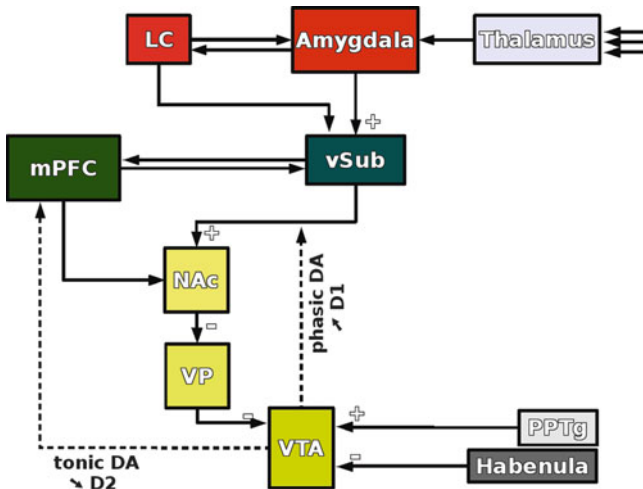 LC
Amygdala
Thalamus
+
mPFC
vSub
+
NAc
phasic DA
➚ D1
-
VP
-
VTA
+
PPTg
-
Habenula
tonic DA
➘ D2